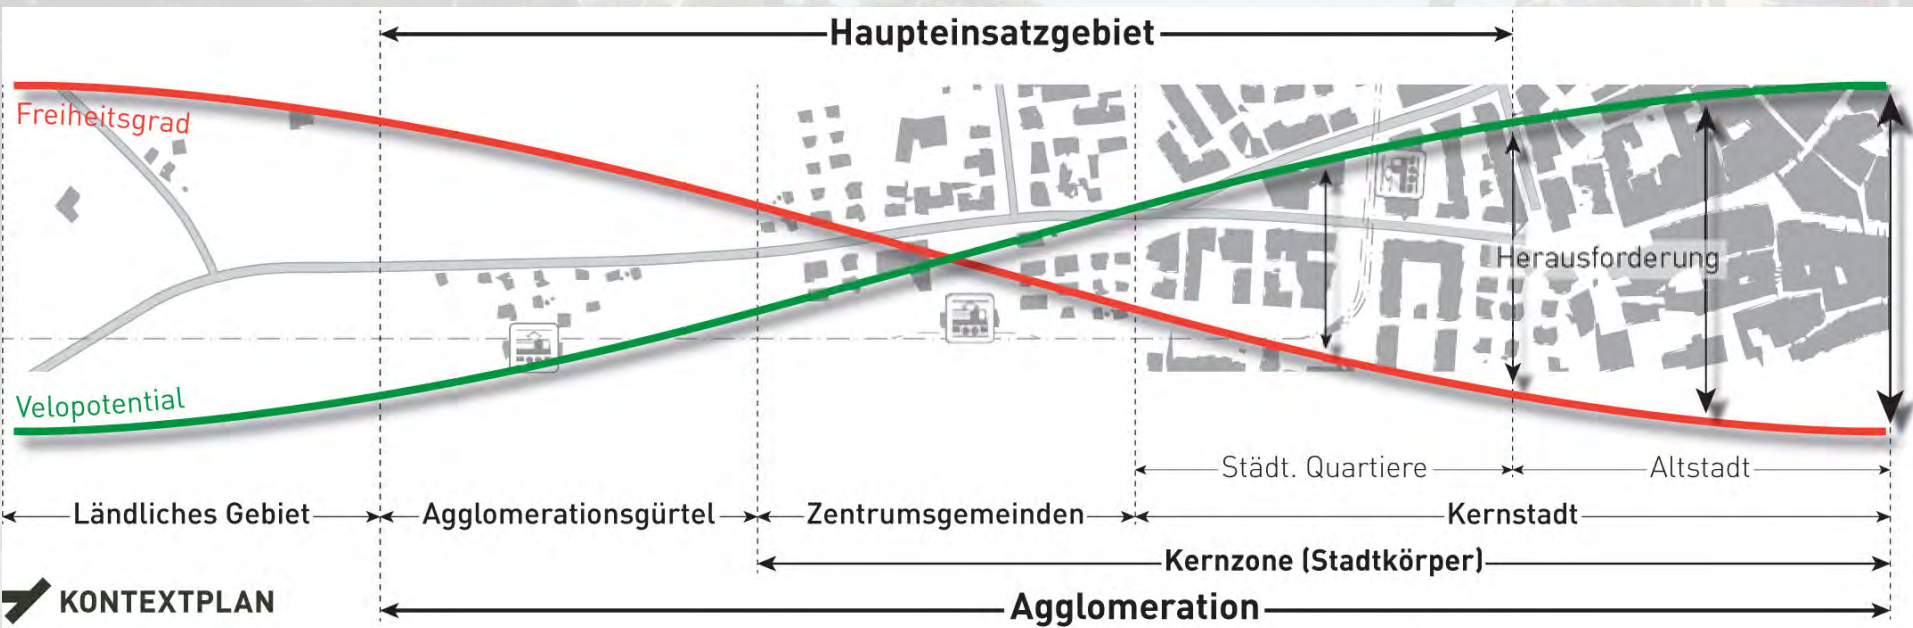 Haupteinsatzgebiet
Freiheitsgrad
Herausforderung
Velopotential
Städt. Quartiere
Altstadt
Ländliches Gebiet
Agglomerationsgürtel
Zentrumsgemeinden
Kernstadt
Kernzone (Stadtkörper)
KONTEXTPLAN
Agglomeration